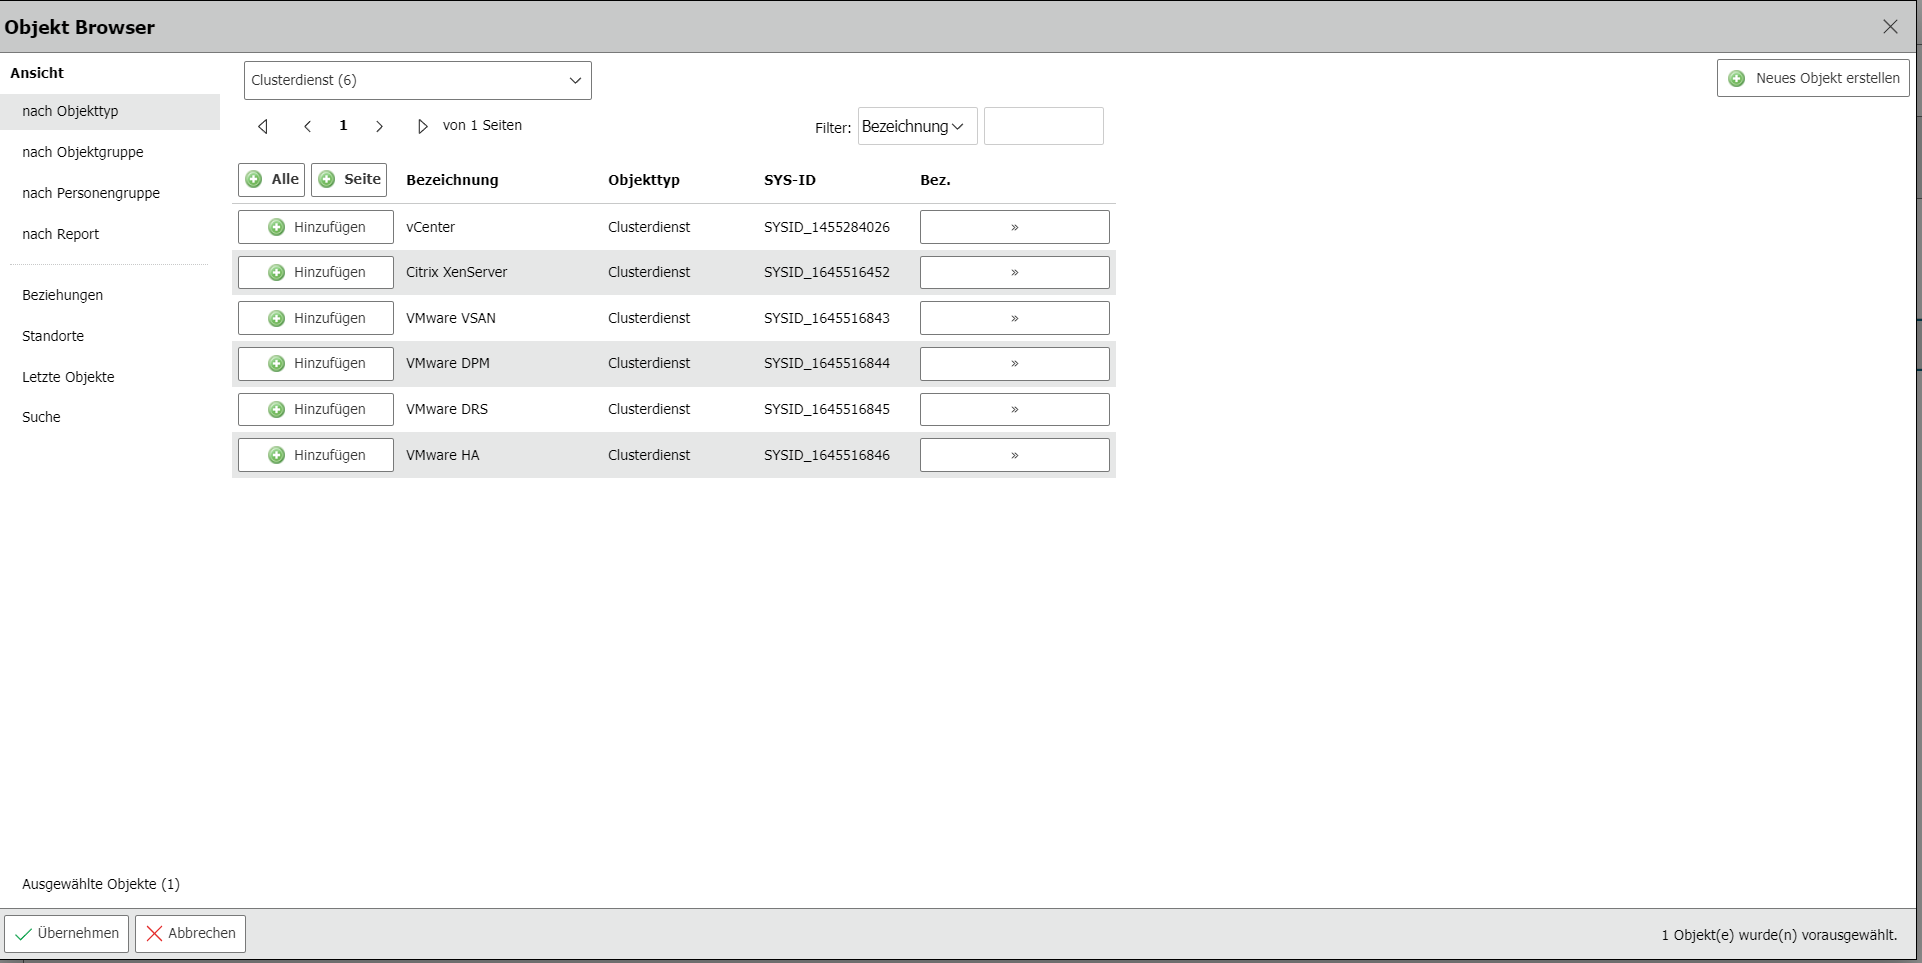 Objekt Browser
Ansicht
nach Objekttyp
nach Objektgruppe
nach Personengruppe
nach Report
Beziehungen
Standorte
Letzte Objekte
Suche
Ausgewählte Objekte (1)
Clusterdienst (6)
Neues Objekt erstellen
1 von 1 Seiten
Filter: Bezeichnung
Alle Seite Bezeichnung Objekttyp SYS-ID Bez.
Hinzufügen vCenter Clusterdienst SYSID_1455284026 »
Hinzufügen Citrix XenServer Clusterdienst SYSID_1645516452 »
Hinzufügen VMware VSAN Clusterdienst SYSID_1645516843 »
Hinzufügen VMware DPM Clusterdienst SYSID_1645516844 »
Hinzufügen VMware DRS Clusterdienst SYSID_1645516845 »
Hinzufügen VMware HA Clusterdienst SYSID_1645516846 »
Übernehmen Abbrechen 1 Objekt(e) wurde(n) vorausgewählt.